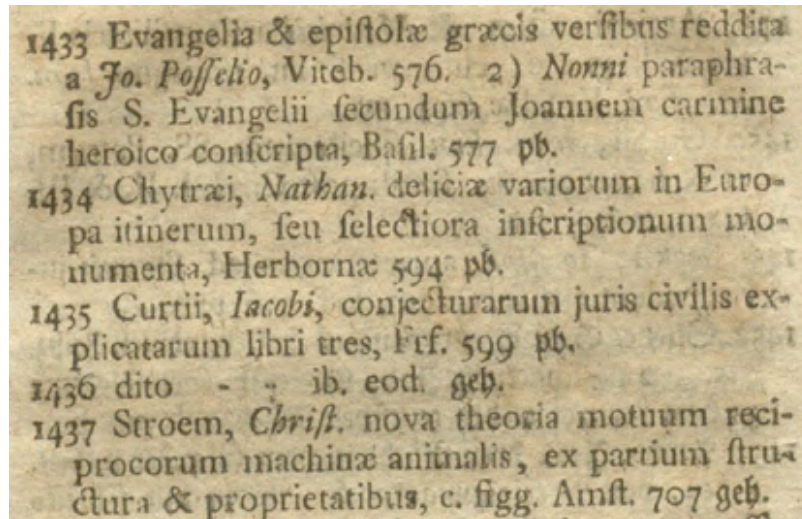 1433 Evangelia & epiſtolæ græcis verſibus reddita
a Jo. Poſſelio, Viteb. 576. 2) Nonni paraphra-
ſis S. Evangelii ſecundum Joannem carmine
heroico conſcripta, Baſil. 577 pb.
1434 Chytræi, Nathan. deliciæ variorum in Euro-
pa itinerum, ſeu ſelectiora inſcriptionum mo-
numenta, Herbornæ 594 pb.
1435 Curtii, Iacobi, conjecturarum juris civilis ex-
plicatarum libri tres, Frf. 599 pb.
1436 dito - - ib. eod. geb.
1437 Stroem, Chriſt. nova theoria motuum reci-
procorum machinæ animalis, ex partium ſtru-
ctura & proprietatibus, c. figg. Amſt. 707 geb.